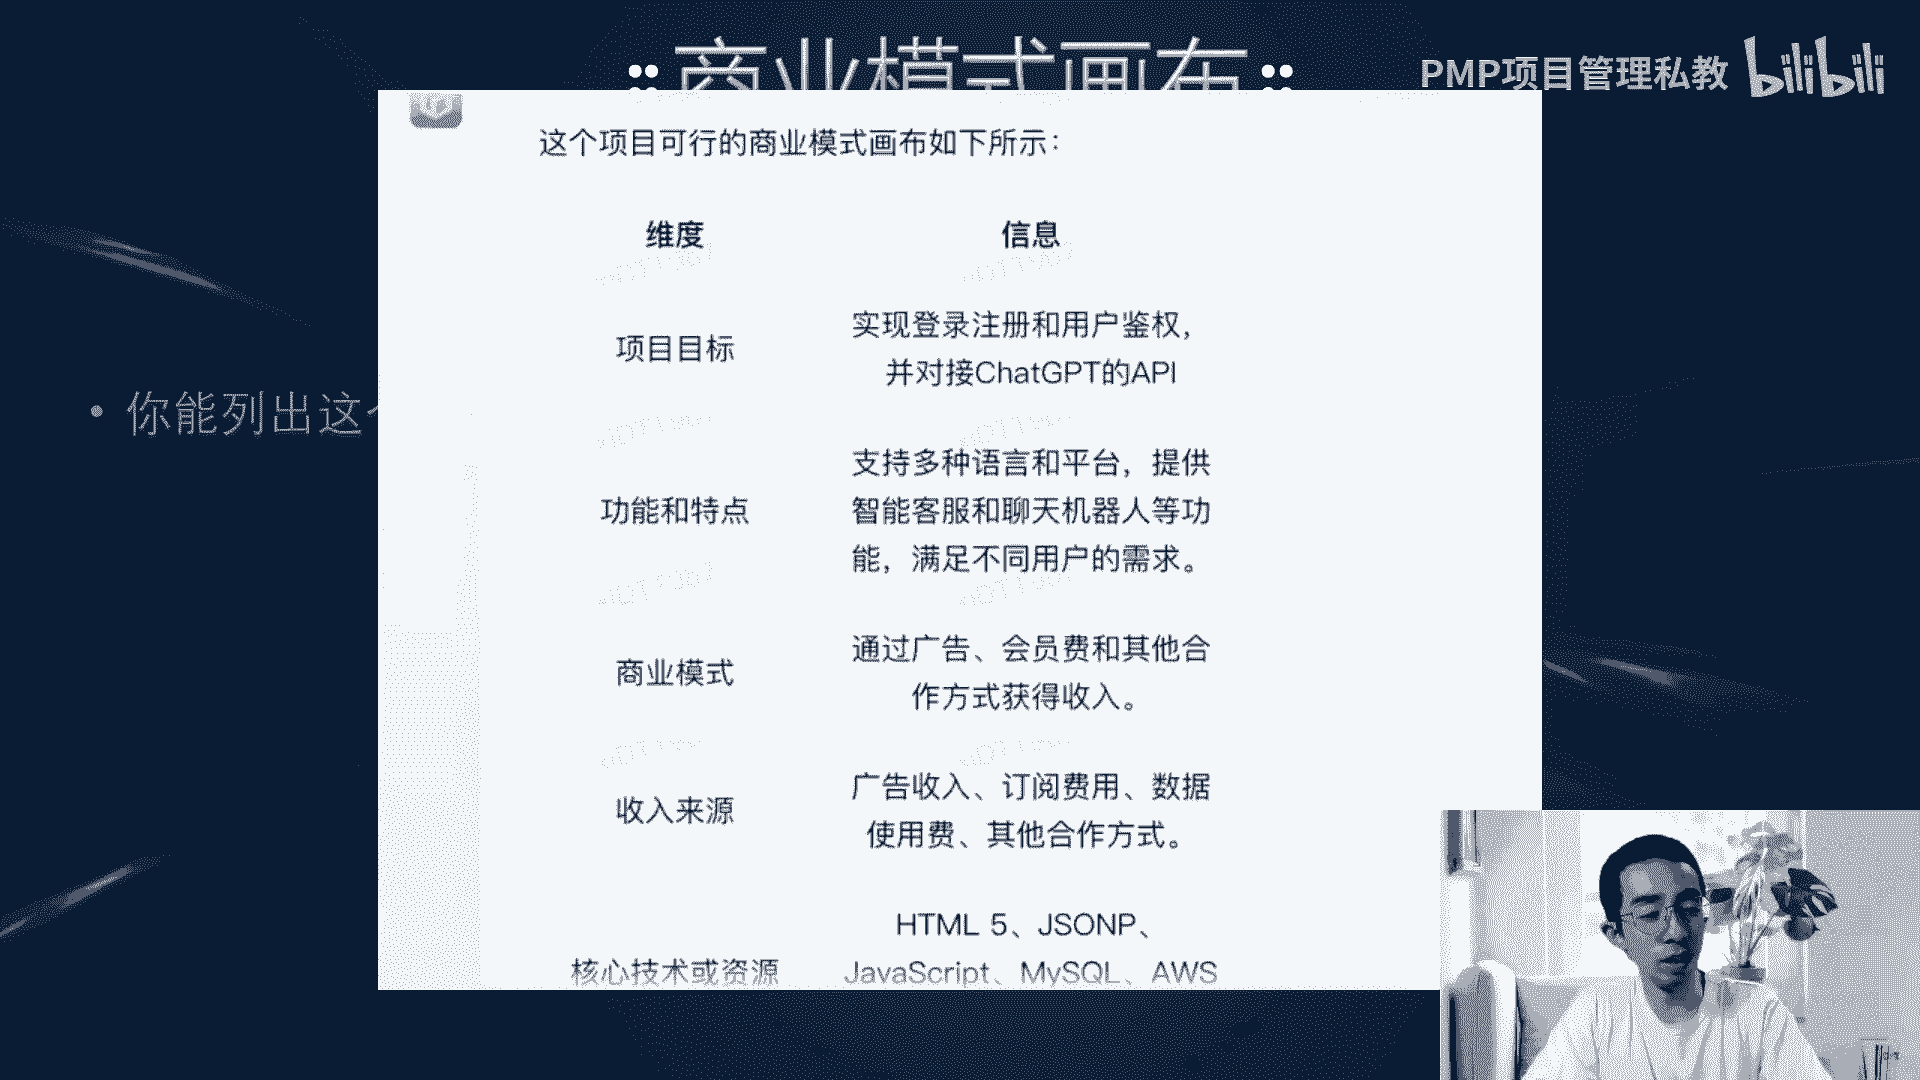 商业模式画布
PMP项目管理私教 bilibili
你能列出这个
这个项目可行的商业模式画布如下所示：
维度 信息
项目目标 实现登录注册和用户鉴权，
并对接ChatGPT的API
功能和特点 支持多种语言和平台，提供
智能客服和聊天机器人等功
能，满足不同用户的需求。
商业模式 通过广告、会员费和其他合
作方式获得收入。
收入来源 广告收入、订阅费用、数据
使用费、其他合作方式。
HTML 5、JSONP、
核心技术或资源 JavaScript、MySQL、AWS